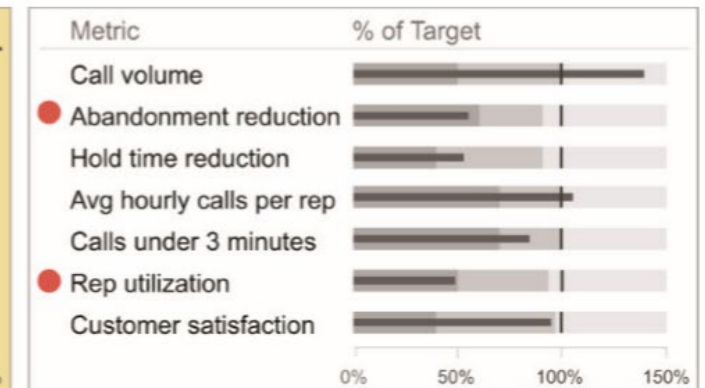 Metric % of Target
Call volume
Abandonment reduction
Hold time reduction
Avg hourly calls per rep
Calls under 3 minutes
Rep utilization
Customer satisfaction
0% 50% 100% 150%